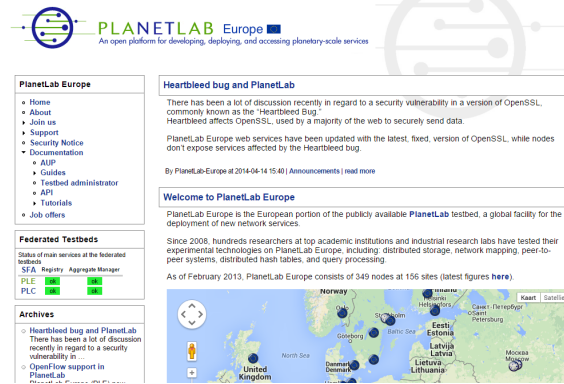 PLANETLAB Europe
An open platform for developing, deploying, and accessing planetary-scale services
PlanetLab Europe
Home
About
Join us
Support
Security Notice
Documentation
AUP
Guides
Testbed administrator
API
Tutorials
Job offers
Federated Testbeds
Status of main services at the federated
testbeds
SFA Registry Aggregate Manager
PLE ok ok
PLC ok ok
Archives
Heartbleed bug and PlanetLab
There has been a lot of discussion
recently in regard to a security
vulnerability in ...
OpenFlow support in
PlanetLab
PlanetLab Europe (PLE) now
Heartbleed bug and PlanetLab
There has been a lot of discussion recently in regard to a security vulnerability in a version of OpenSSL,
commonly known as the "Heartbleed Bug."
Heartbleed affects OpenSSL, used by a majority of the web to securely send data.
PlanetLab Europe web services have been updated with the latest, fixed, version of OpenSSL, while nodes
don't expose services affected by the Heartbleed bug.
By PlanetLab-Europe at 2014-04-14 15:40 | Announcements | read more
Welcome to PlanetLab Europe
PlanetLab Europe is the European portion of the publicly available PlanetLab testbed, a global facility for the
deployment of new network services.
Since 2008, hundreds researchers at top academic institutions and industrial research labs have tested their
experimental technologies on PlanetLab Europe, including: distributed storage, network mapping, peer-to-
peer systems, distributed hash tables, and query processing.
As of February 2013, PlanetLab Europe consists of 349 nodes at 156 sites (latest figures here).
Norway
Helsinki
Helsingfors
Санкт-Петербург
Saint
Petersburg
Kaart Satellie
Göteborg
Baltic Sea
Eesti
Estonia
Latvija
Latvia
North Sea
Danmark
Denmark
Lietuva
Lithuania
Москва
Moscow
United
Kingdom